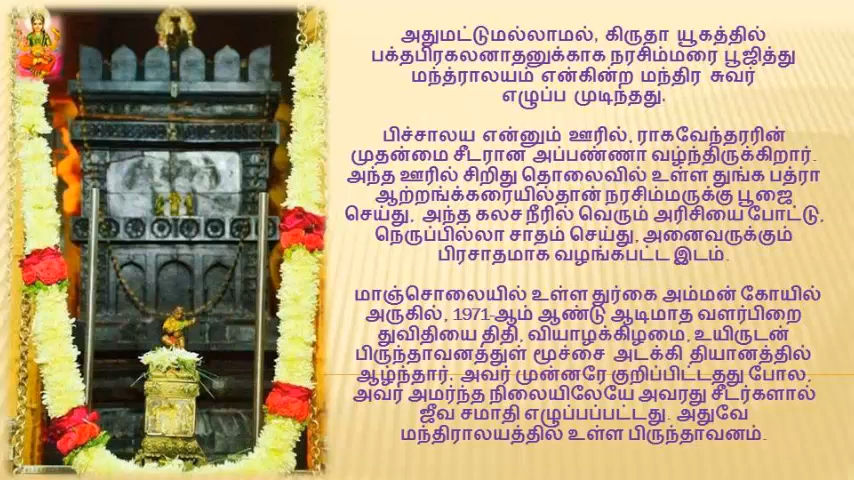 அதுமட்டுமல்லாமல், கிருதா யூகத்தில்
பக்தபிரகலனாதனுக்காக நரசிம்மரை பூஜித்து
மந்த்ராலயம் என்கின்ற மந்திர சுவர்
எழுப்ப முடிந்தது.
பிச்சாலய என்னும் ஊரில், ராகவேந்தரரின்
முதன்மை சீடரான அப்பண்ணா வழ்ந்திருக்கிறார்.
அந்த ஊரில் சிறிது தொலைவில் உள்ள துங்க பத்ரா
ஆற்றங்க்கரையில்தான் நரசிம்மருக்கு பூஜை
செய்து, அந்த கலச நீரில் வெரும் அரிசியை போட்டு,
நெருப்பில்லா சாதம் செய்து, அனைவருக்கும்
பிரசாதமாக வழங்கபட்ட இடம்.
மாஞ்சொலையில் உள்ள துர்கை அம்மன் கோயில்
அருகில், 1971-ஆம் ஆண்டு ஆடிமாத வளர்பிறை
துவிதியை திதி, வியாழக்கிழமை, உயிருடன்
பிருந்தாவனத்துள் மூச்சை அடக்கி தியானத்தில்
ஆழ்ந்தார். அவர் முன்னரே குறிப்பிட்டதது போல,
அவர் அமர்ந்த நிலையிலேயே அவரது சீடர்களால்
ஜீவ சமாதி எழுப்பப்பட்டது. அதுவே
மந்திராலயத்தில் உள்ள பிருந்தாவனம்.